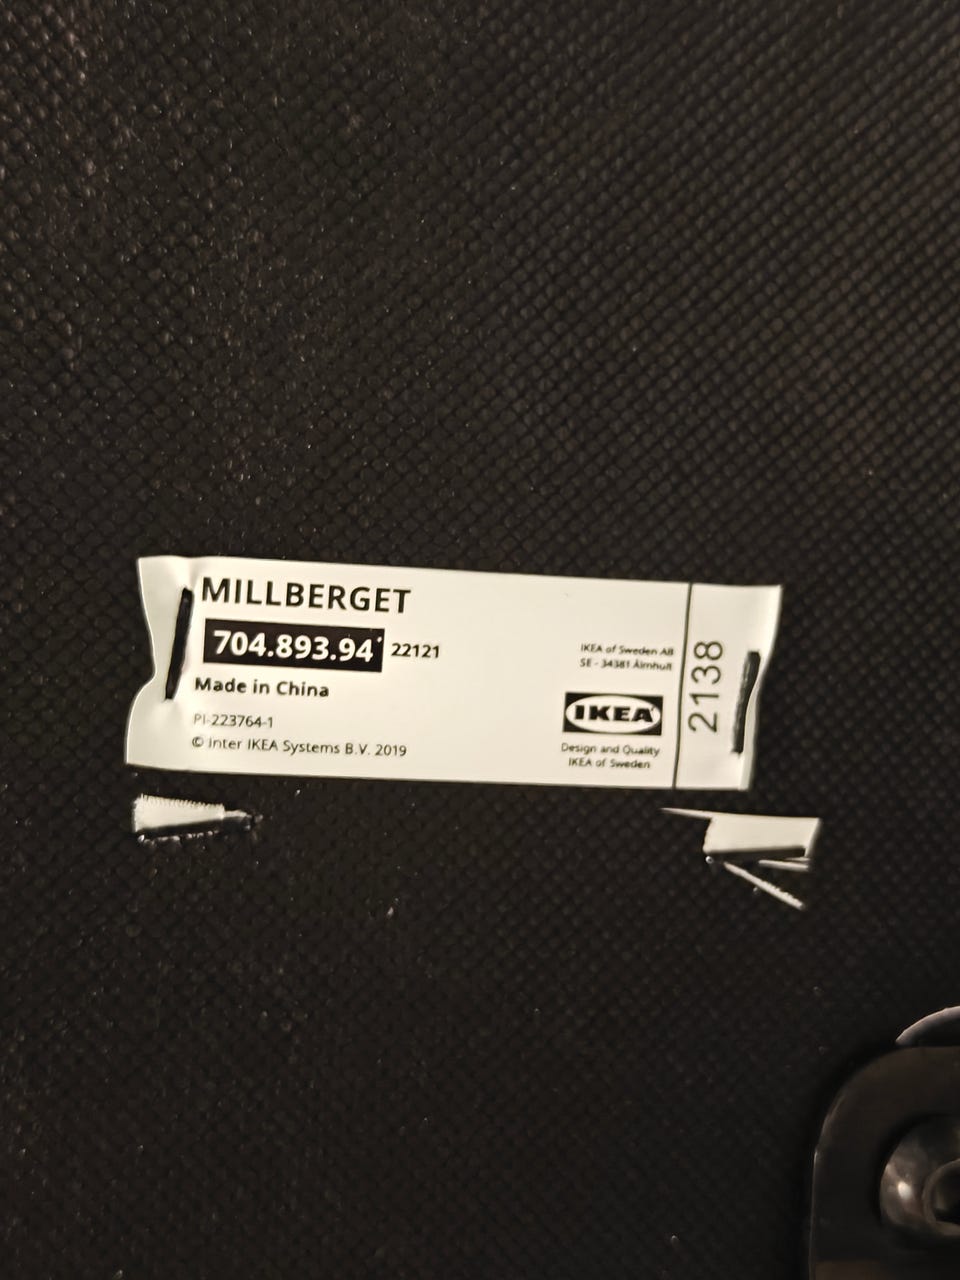 MILLBERGET
704.893.94 22121
Made in China
PI-223764-1
© Inter IKEA Systems B.V. 2019
IKEA of Sweden AB
SE - 34381 Älmhult
IKEA
Design and Quality
IKEA of Sweden
2138